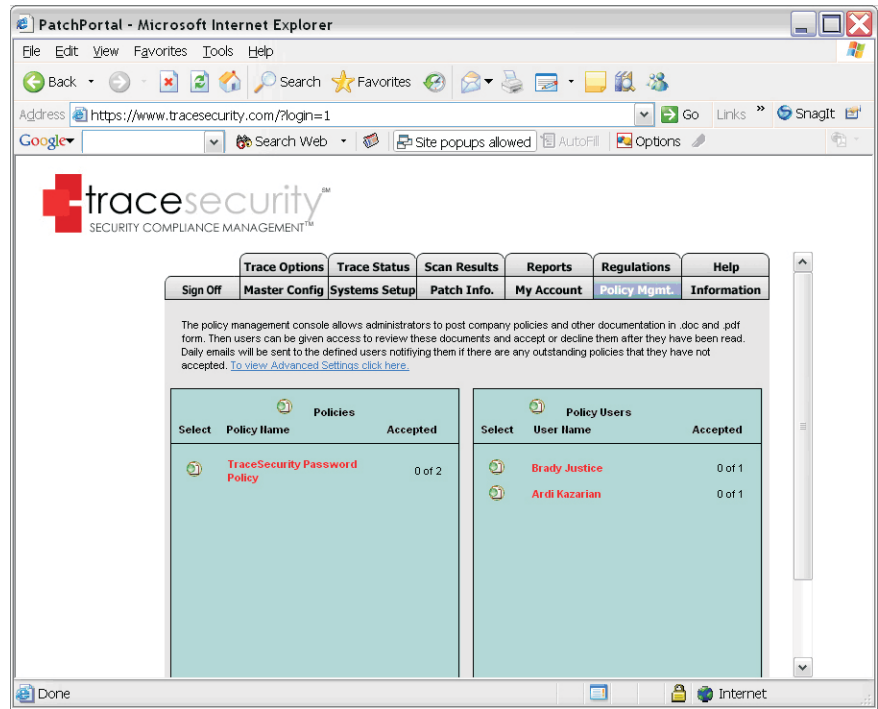 PatchPortal - Microsoft Internet Explorer
File Edit View Favorites Tools Help
Back Search Favorites
Address https://www.tracesecurity.com/?login=1 Go Links » SnagIt
Google Search Web Site popups allowed AutoFill Options
tracesecurity SM
SECURITY COMPLIANCE MANAGEMENT™
Trace Options Trace Status Scan Results Reports Regulations Help
Sign Off Master Config Systems Setup Patch Info. My Account Policy Mgmt. Information
The policy management console allows administrators to post company policies and other documentation in .doc and .pdf
form. Then users can be given access to review these documents and accept or decline them after they have been read.
Daily emails will be sent to the defined users notifiying them if there are any outstanding policies that they have not
accepted. To view Advanced Settings click here.
Policies
Select Policy Name Accepted
TraceSecurity Password
Policy 0 of 2
Policy Users
Select User Name Accepted
Brady Justice 0 of 1
Ardi Kazarian 0 of 1
Done Internet